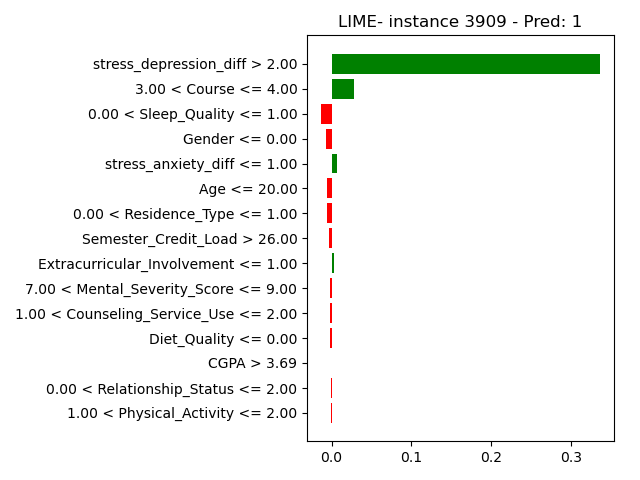 LIME- instance 3909 - Pred: 1
stress_depression_diff > 2.00
3.00 < Course <= 4.00
0.00 < Sleep_Quality <= 1.00
Gender <= 0.00
stress_anxiety_diff <= 1.00
Age <= 20.00
0.00 < Residence_Type <= 1.00
Semester_Credit_Load > 26.00
Extracurricular_Involvement <= 1.00
7.00 < Mental_Severity_Score <= 9.00
1.00 < Counseling_Service_Use <= 2.00
Diet_Quality <= 0.00
CGPA > 3.69
0.00 < Relationship_Status <= 2.00
1.00 < Physical_Activity <= 2.00
0.0 0.1 0.2 0.3